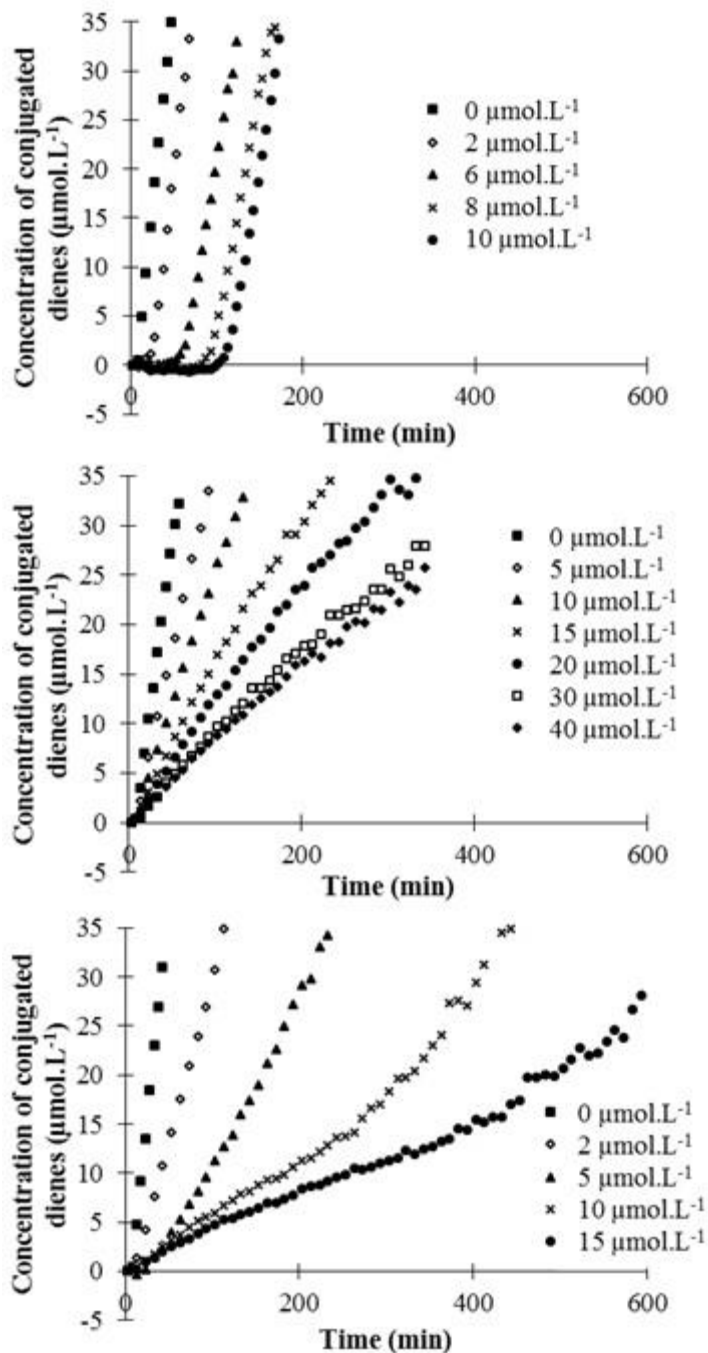 Concentration of conjugated
dienes (µmol.L-1)
35
30
25
20
15
10
5
0
-5
0
200
400
600
Time (min)
0 µmol.L-1
2 µmol.L-1
6 µmol.L-1
8 µmol.L-1
10 µmol.L-1
Concentration of conjugated
dienes (µmol.L-1)
35
30
25
20
15
10
5
0
-5
0
200
400
600
Time (min)
0 µmol.L-1
5 µmol.L-1
10 µmol.L-1
15 µmol.L-1
20 µmol.L-1
30 µmol.L-1
40 µmol.L-1
Concentration of conjugated
dienes (µmol.L-1)
35
30
25
20
15
10
5
0
-5
0
200
400
600
Time (min)
0 µmol.L-1
2 µmol.L-1
5 µmol.L-1
10 µmol.L-1
15 µmol.L-1